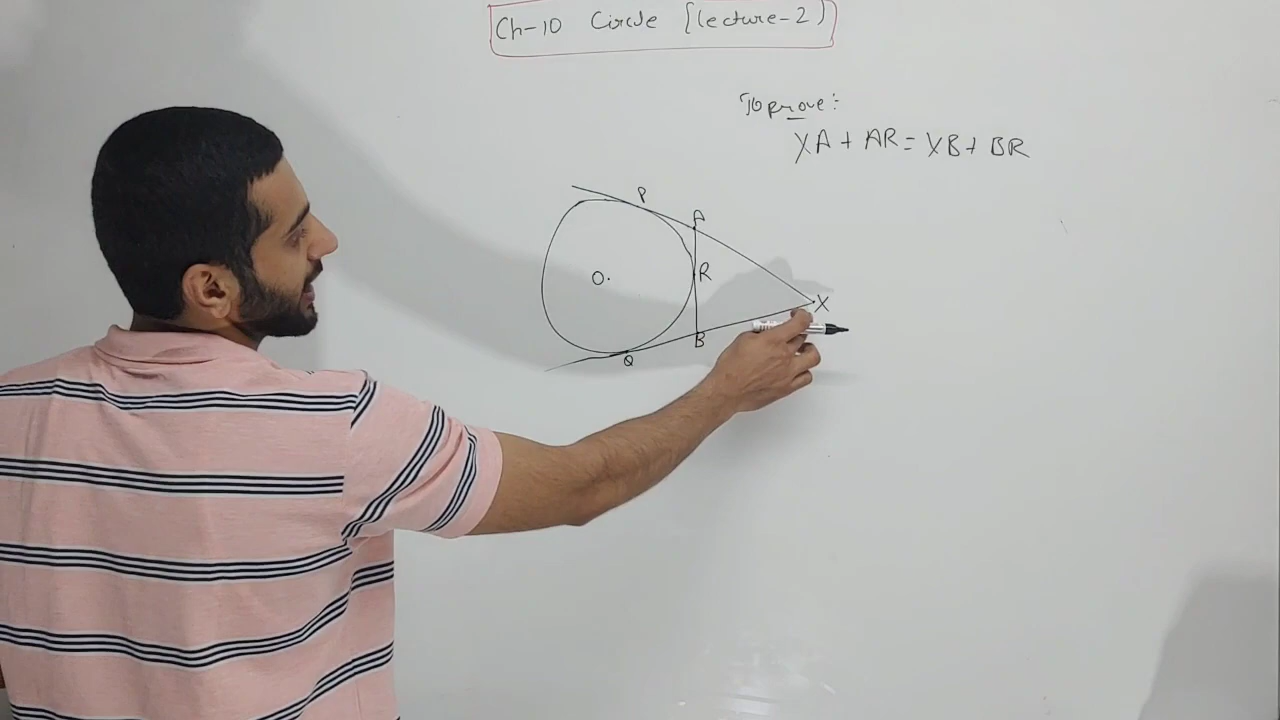 Ch-10 Circle [lecture-2)
To prove:
XA + AR = XB + BR
P
A
O.
R
X
B
Q